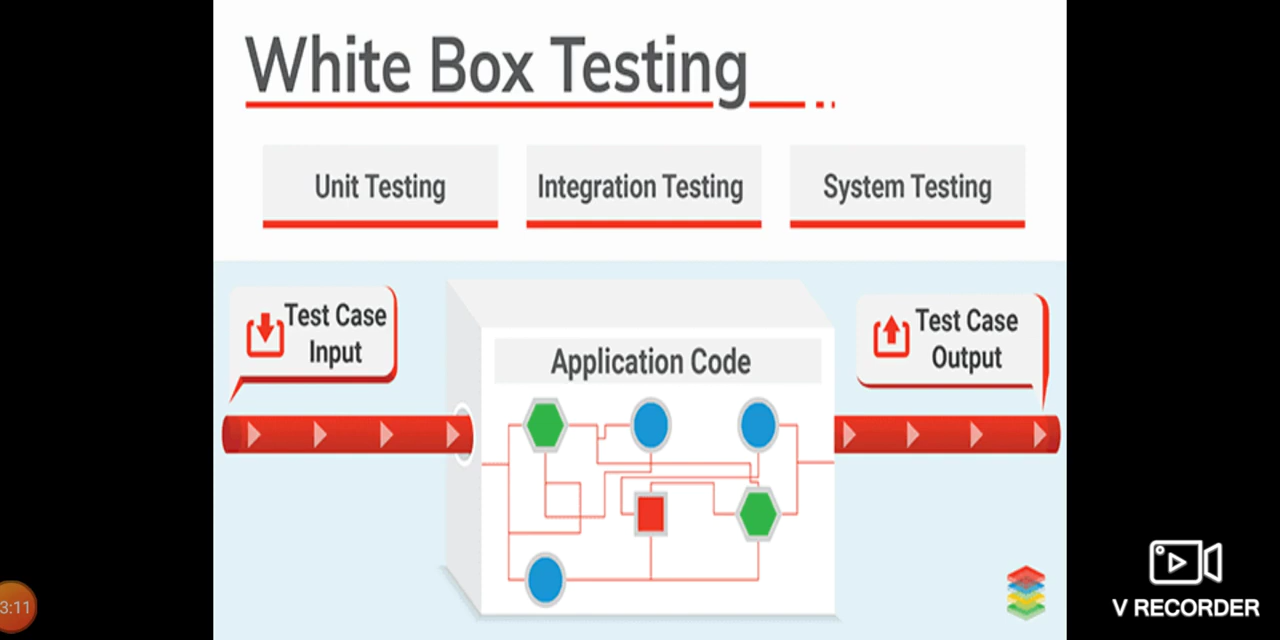 White Box Testing
Unit Testing
Integration Testing
System Testing
Test Case
Input
Application Code
Test Case
Output
3:11
V RECORDER